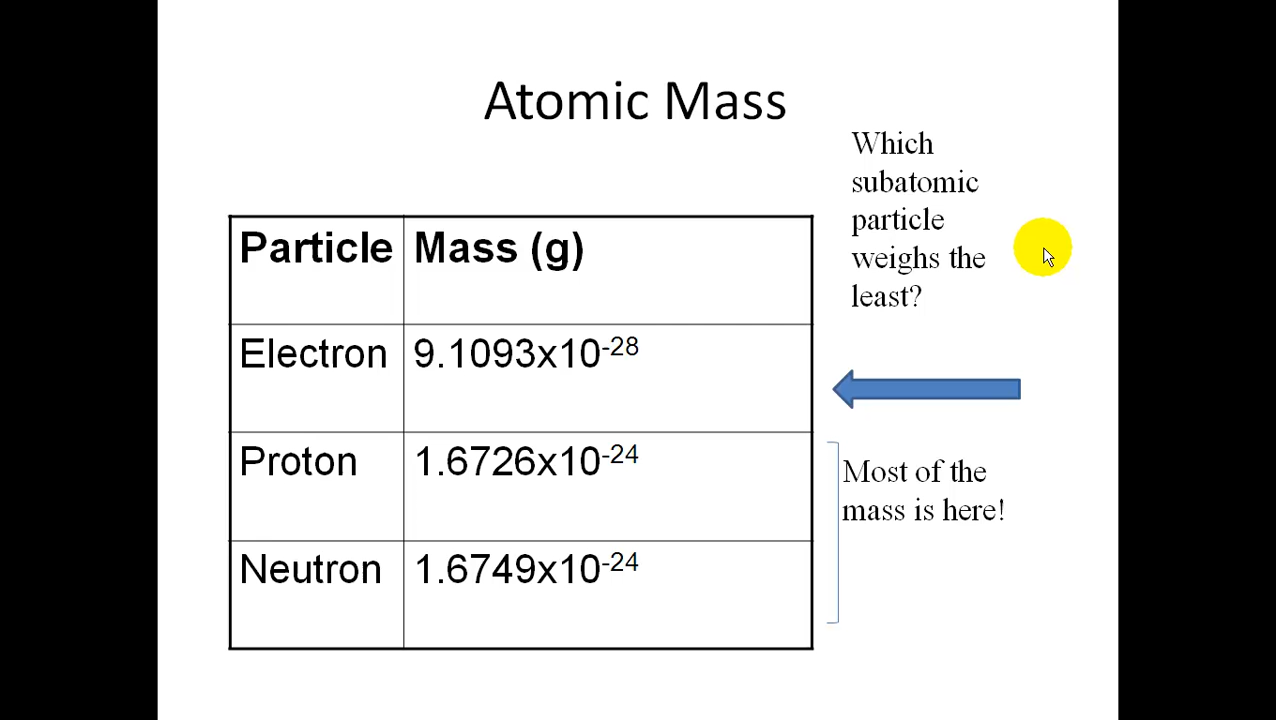 Atomic Mass
Which
subatomic
particle
weighs the
least?
Particle Mass (g)
Electron 9.1093x10⁻²⁸
Proton 1.6726x10⁻²⁴
Neutron 1.6749x10⁻²⁴
Most of the
mass is here!